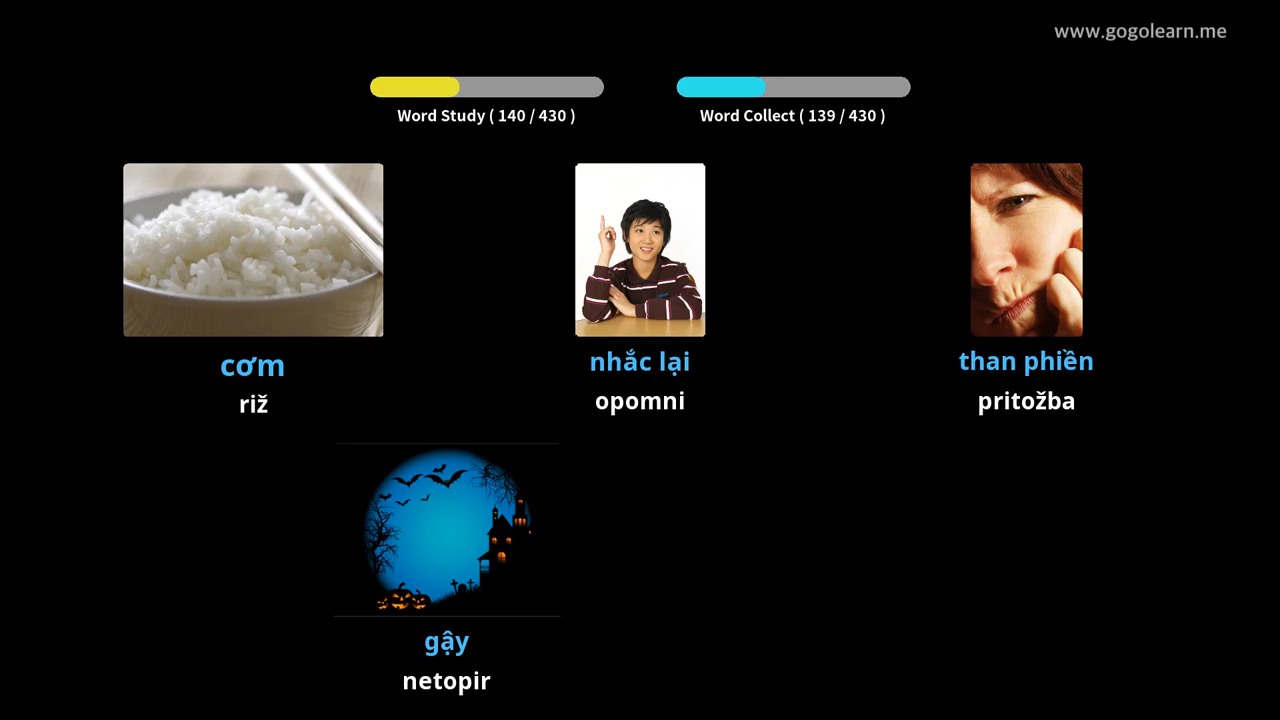 www.gogolearn.me
Word Study ( 140 / 430 )
Word Collect ( 139 / 430 )
cơm
riž
nhắc lại
opomni
than phiền
pritožba
gậy
netopir